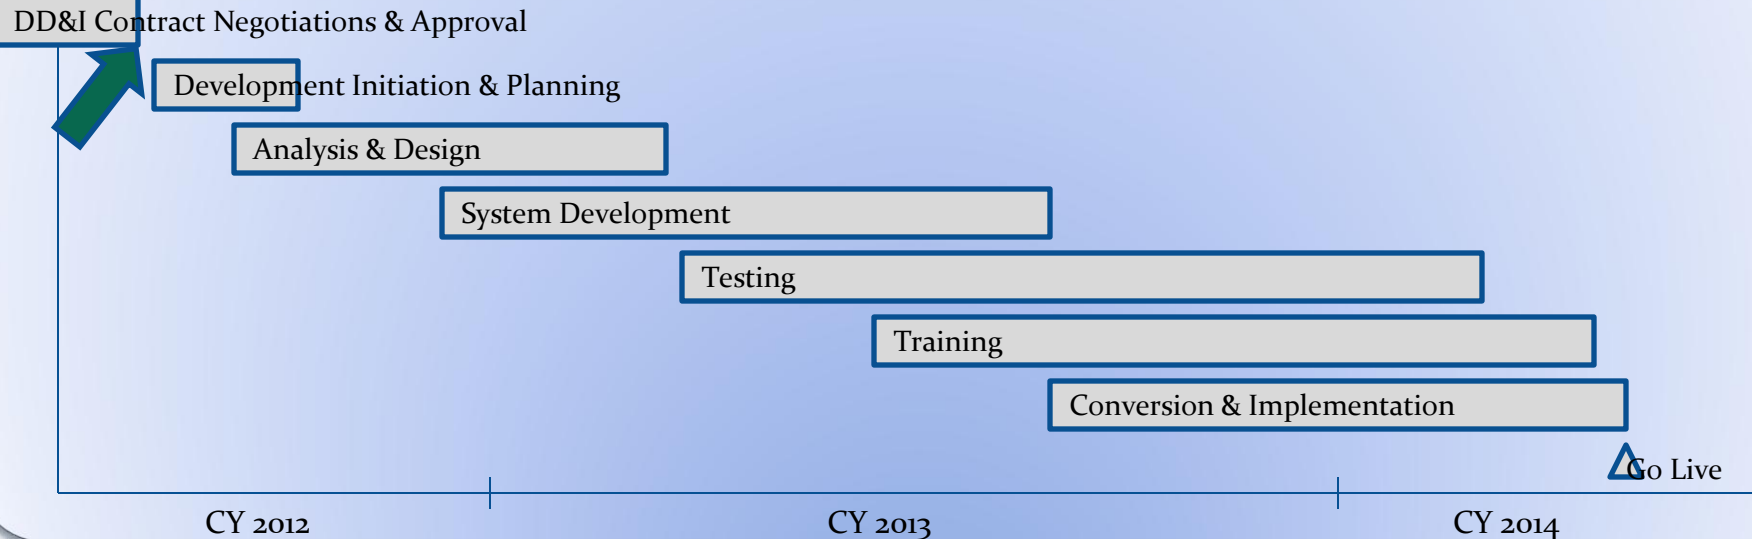 DD&I Contract Negotiations & Approval
Development Initiation & Planning
Analysis & Design
System Development
Testing
Training
Conversion & Implementation
Go Live
CY 2012
CY 2013
CY 2014